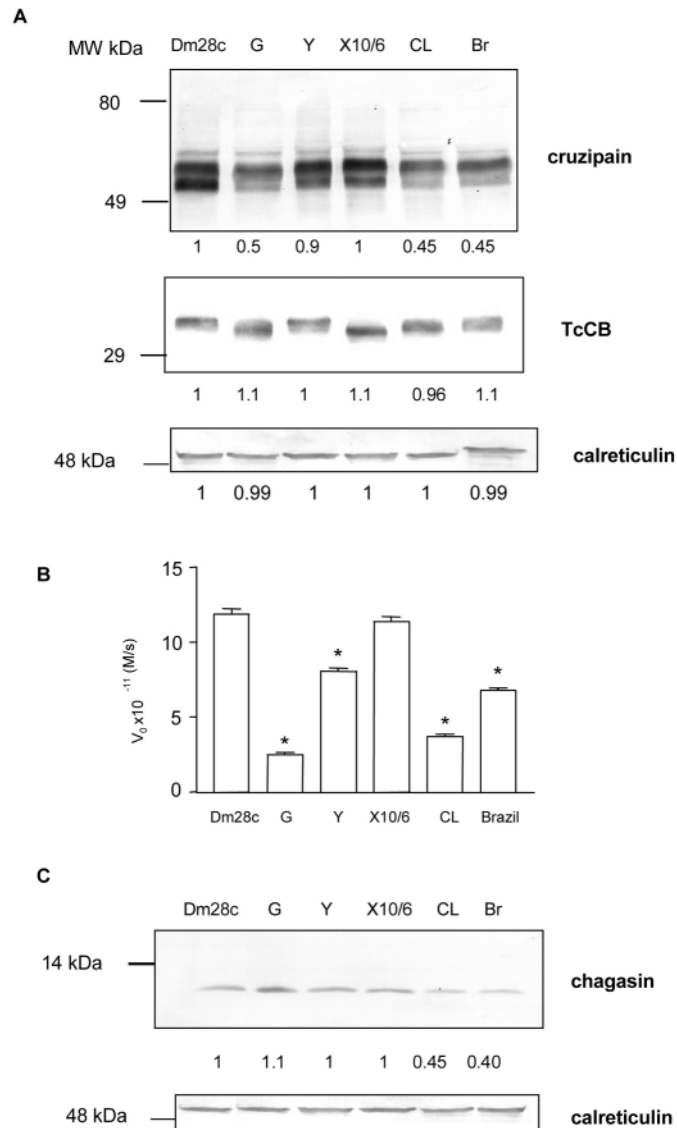 A
MW kDa Dm28c G Y X10/6 CL Br
80
cruzipain
49
1 0.5 0.9 1 0.45 0.45
TcCB
29
1 1.1 1 1.1 0.96 1.1
48 kDa calreticulin
1 0.99 1 1 1 0.99
B
15
10
5
0
V₀ x10 ⁻¹¹ (M/s)
* * * *
Dm28c G Y X10/6 CL Brazil
C
Dm28c G Y X10/6 CL Br
14 kDa
chagasin
1 1.1 1 1 0.45 0.40
48 kDa calreticulin